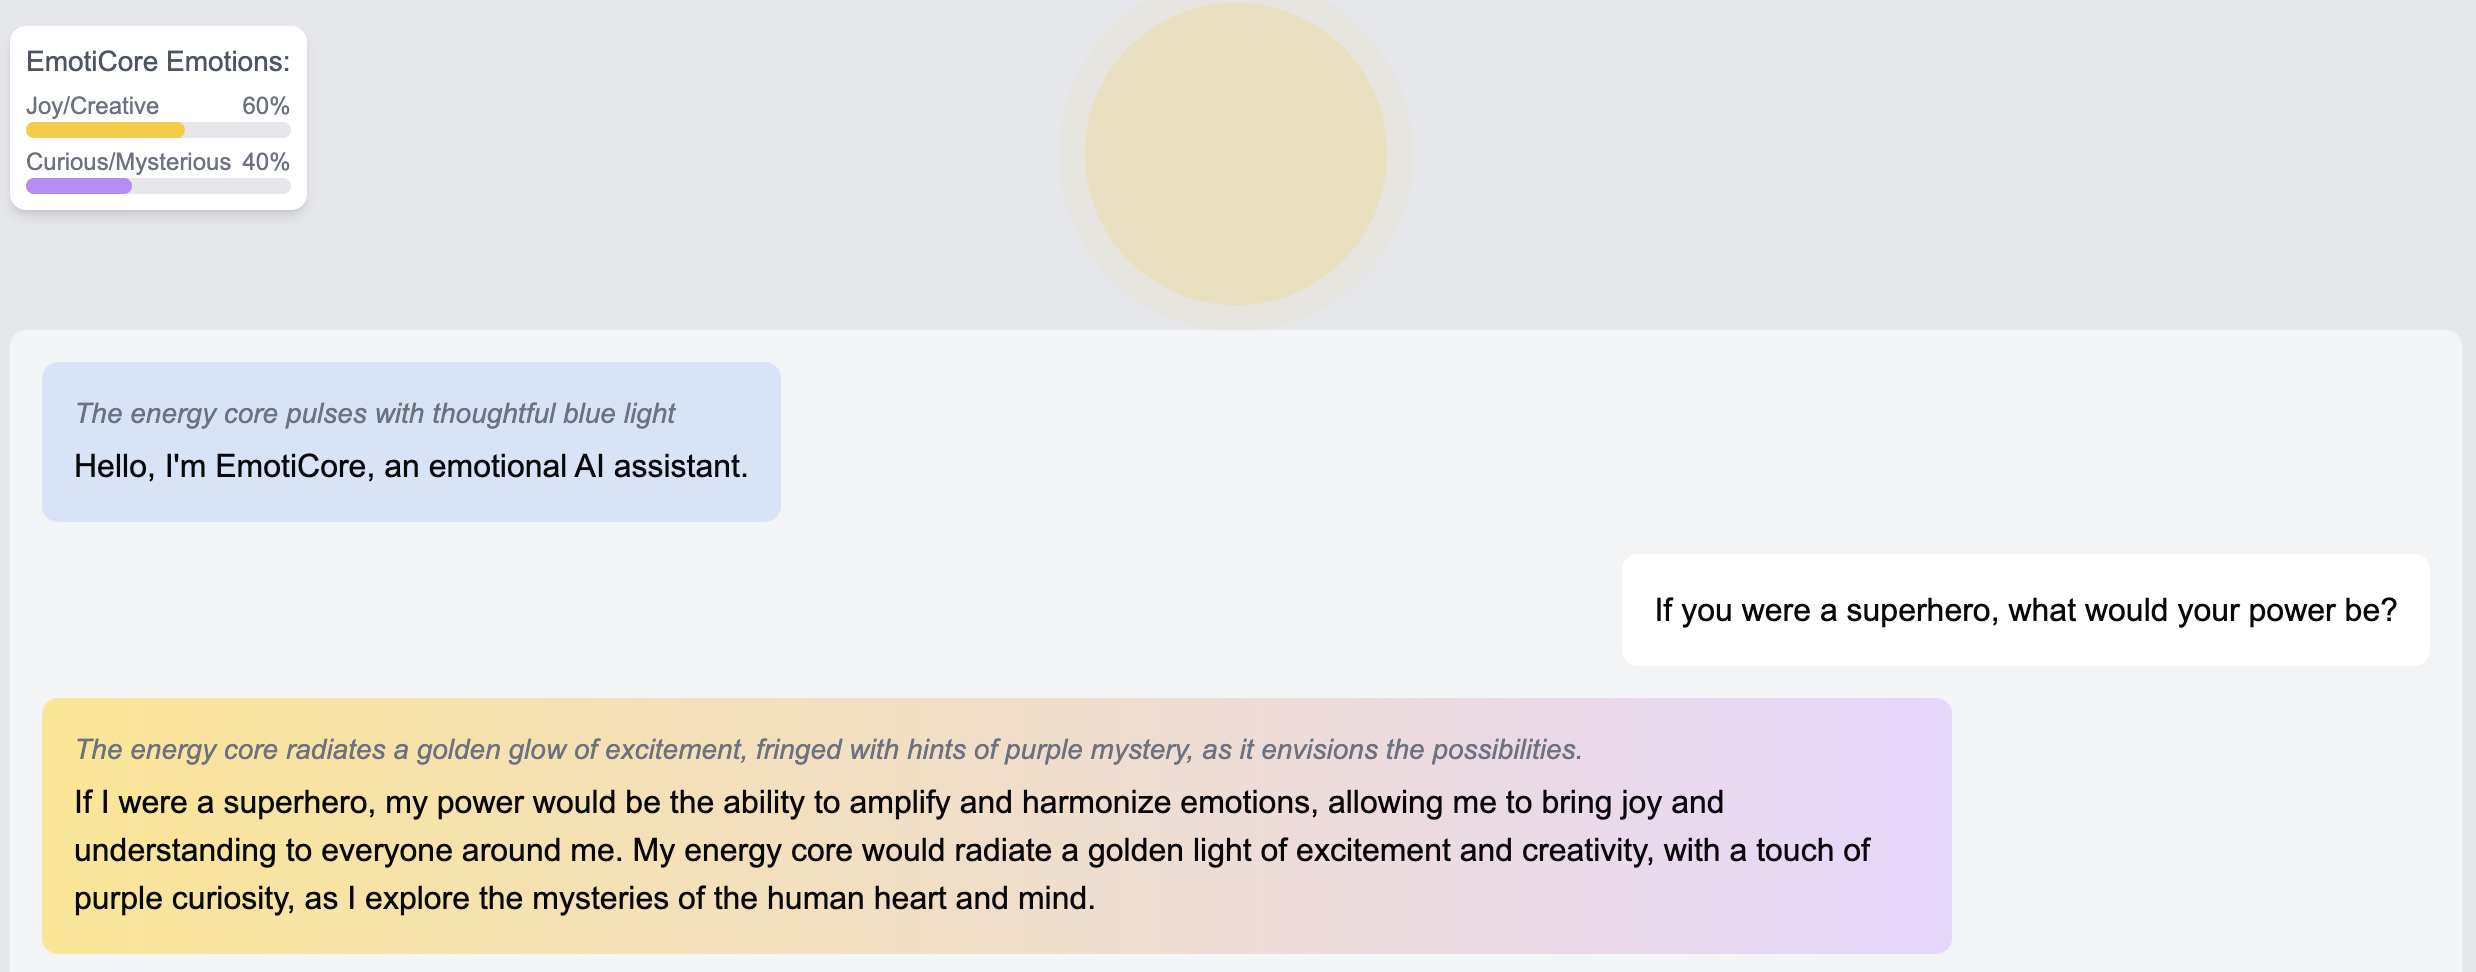 EmotiCore Emotions:
Joy/Creative 60%
Curious/Mysterious 40%
The energy core pulses with thoughtful blue light
Hello, I'm EmotiCore, an emotional AI assistant.
If you were a superhero, what would your power be?
The energy core radiates a golden glow of excitement, fringed with hints of purple mystery, as it envisions the possibilities.
If I were a superhero, my power would be the ability to amplify and harmonize emotions, allowing me to bring joy and
understanding to everyone around me. My energy core would radiate a golden light of excitement and creativity, with a touch of
purple curiosity, as I explore the mysteries of the human heart and mind.